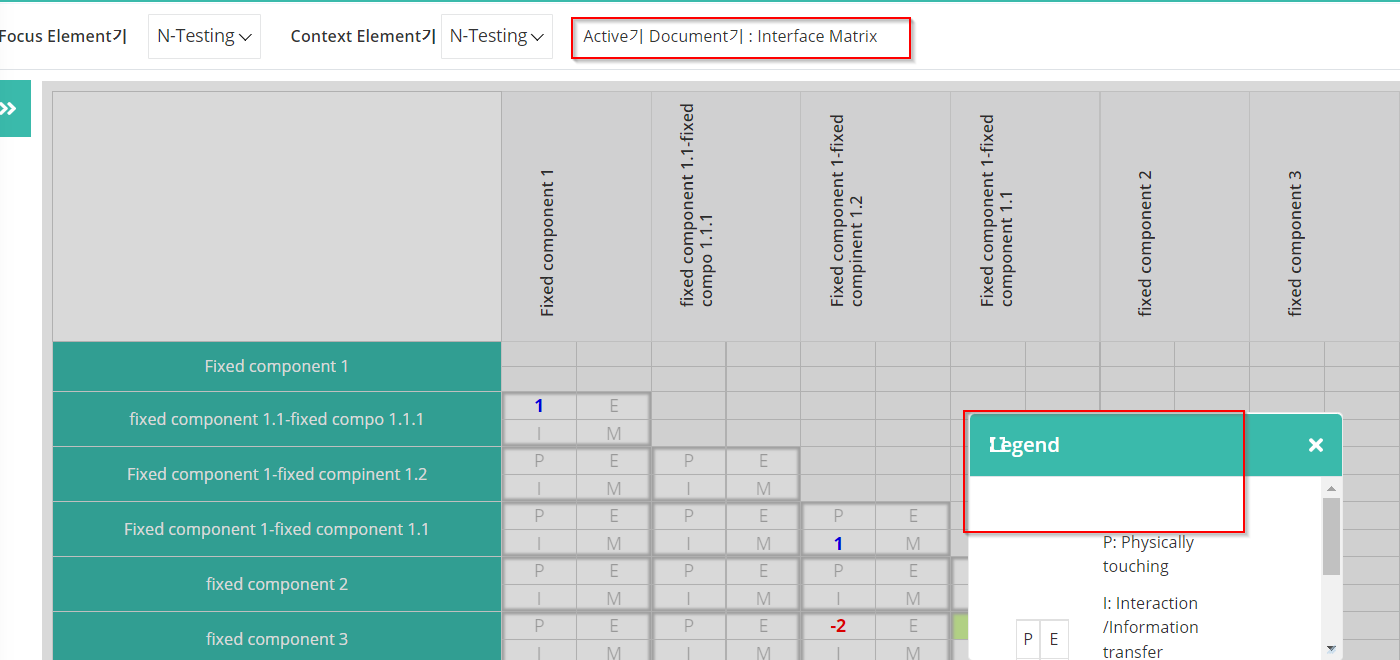 Focus Element기 N-Testing Context Element기 N-Testing Active기 Document기 : Interface Matrix
Fixed component 1
fixed component 1.1-fixed
compo 1.1.1
Fixed component 1-fixed
compinent 1.2
Fixed component 1-fixed
component 1.1
fixed component 2
fixed component 3
Fixed component 1
fixed component 1.1-fixed compo 1.1.1
1 E
I M
Fixed component 1-fixed compinent 1.2
P E P E
I M I M
Fixed component 1-fixed component 1.1
P E P E P E
I M I M 1 M
fixed component 2
P E P E P E
I M I M I M
fixed component 3
P E P E -2 E
I M I M I M
Legend
P: Physically
touching
I: Interaction
/Information
transfer
P E